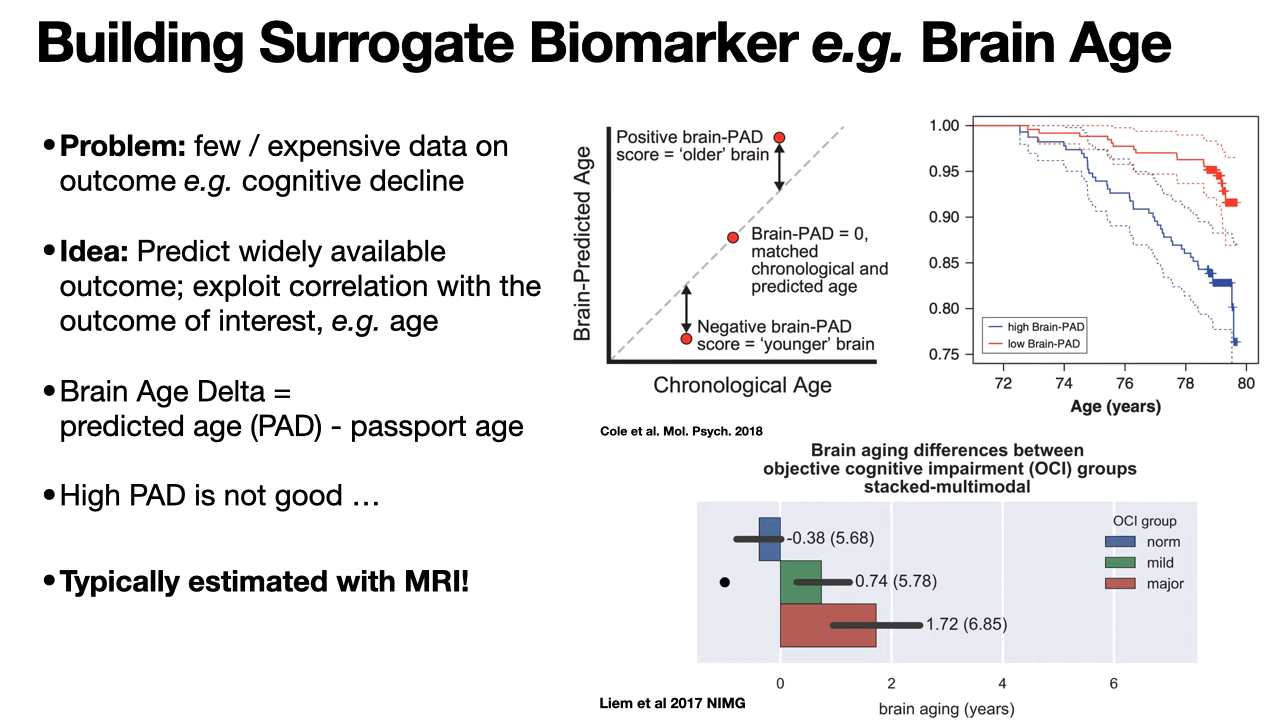 Building Surrogate Biomarker e.g. Brain Age
•Problem: few / expensive data on
outcome e.g. cognitive decline
•Idea: Predict widely available
outcome; exploit correlation with the
outcome of interest, e.g. age
•Brain Age Delta =
predicted age (PAD) - passport age
•High PAD is not good …
•Typically estimated with MRI!
Brain-Predicted Age
Positive brain-PAD
score = ‘older’ brain
Brain-PAD = 0,
matched
chronological and
predicted age
Negative brain-PAD
score = ‘younger’ brain
Chronological Age
Cole et al. Mol. Psych. 2018
1.00
0.95
0.90
0.85
0.80
0.75
high Brain-PAD
low Brain-PAD
72 74 76 78 80
Age (years)
Brain aging differences between
objective cognitive impairment (OCI) groups
stacked-multimodal
-0.38 (5.68)
0.74 (5.78)
1.72 (6.85)
OCI group
norm
mild
major
0 2 4 6
brain aging (years)
Liem et al 2017 NIMG